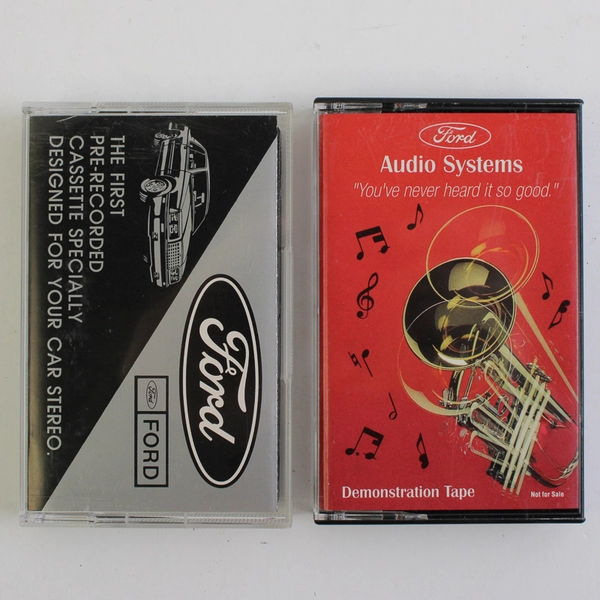 THE FIRST
PRE-RECORDED
CASSETTE SPECIALLY
DESIGNED FOR YOUR CAR STEREO.
Ford
Ford
FORD
Ford
Audio Systems
"You've never heard it so good."
Demonstration Tape
Not for Sale